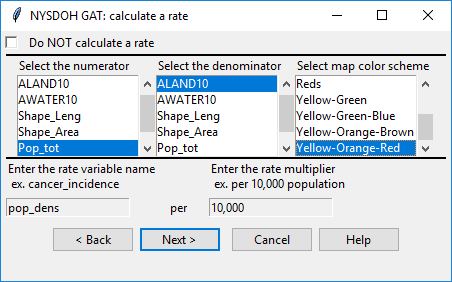 NYSDOH GAT: calculate a rate
Do NOT calculate a rate
Select the numerator Select the denominator Select map color scheme
ALAND10 ALAND10 Reds
AWATER10 AWATER10 Yellow-Green
Shape_Leng Shape_Leng Yellow-Green-Blue
Shape_Area Shape_Area Yellow-Orange-Brown
Pop_tot Pop_tot Yellow-Orange-Red
Enter the rate variable name Enter the rate multiplier
ex. cancer_incidence ex. per 10,000 population
pop_dens per 10,000
< Back Next > Cancel Help